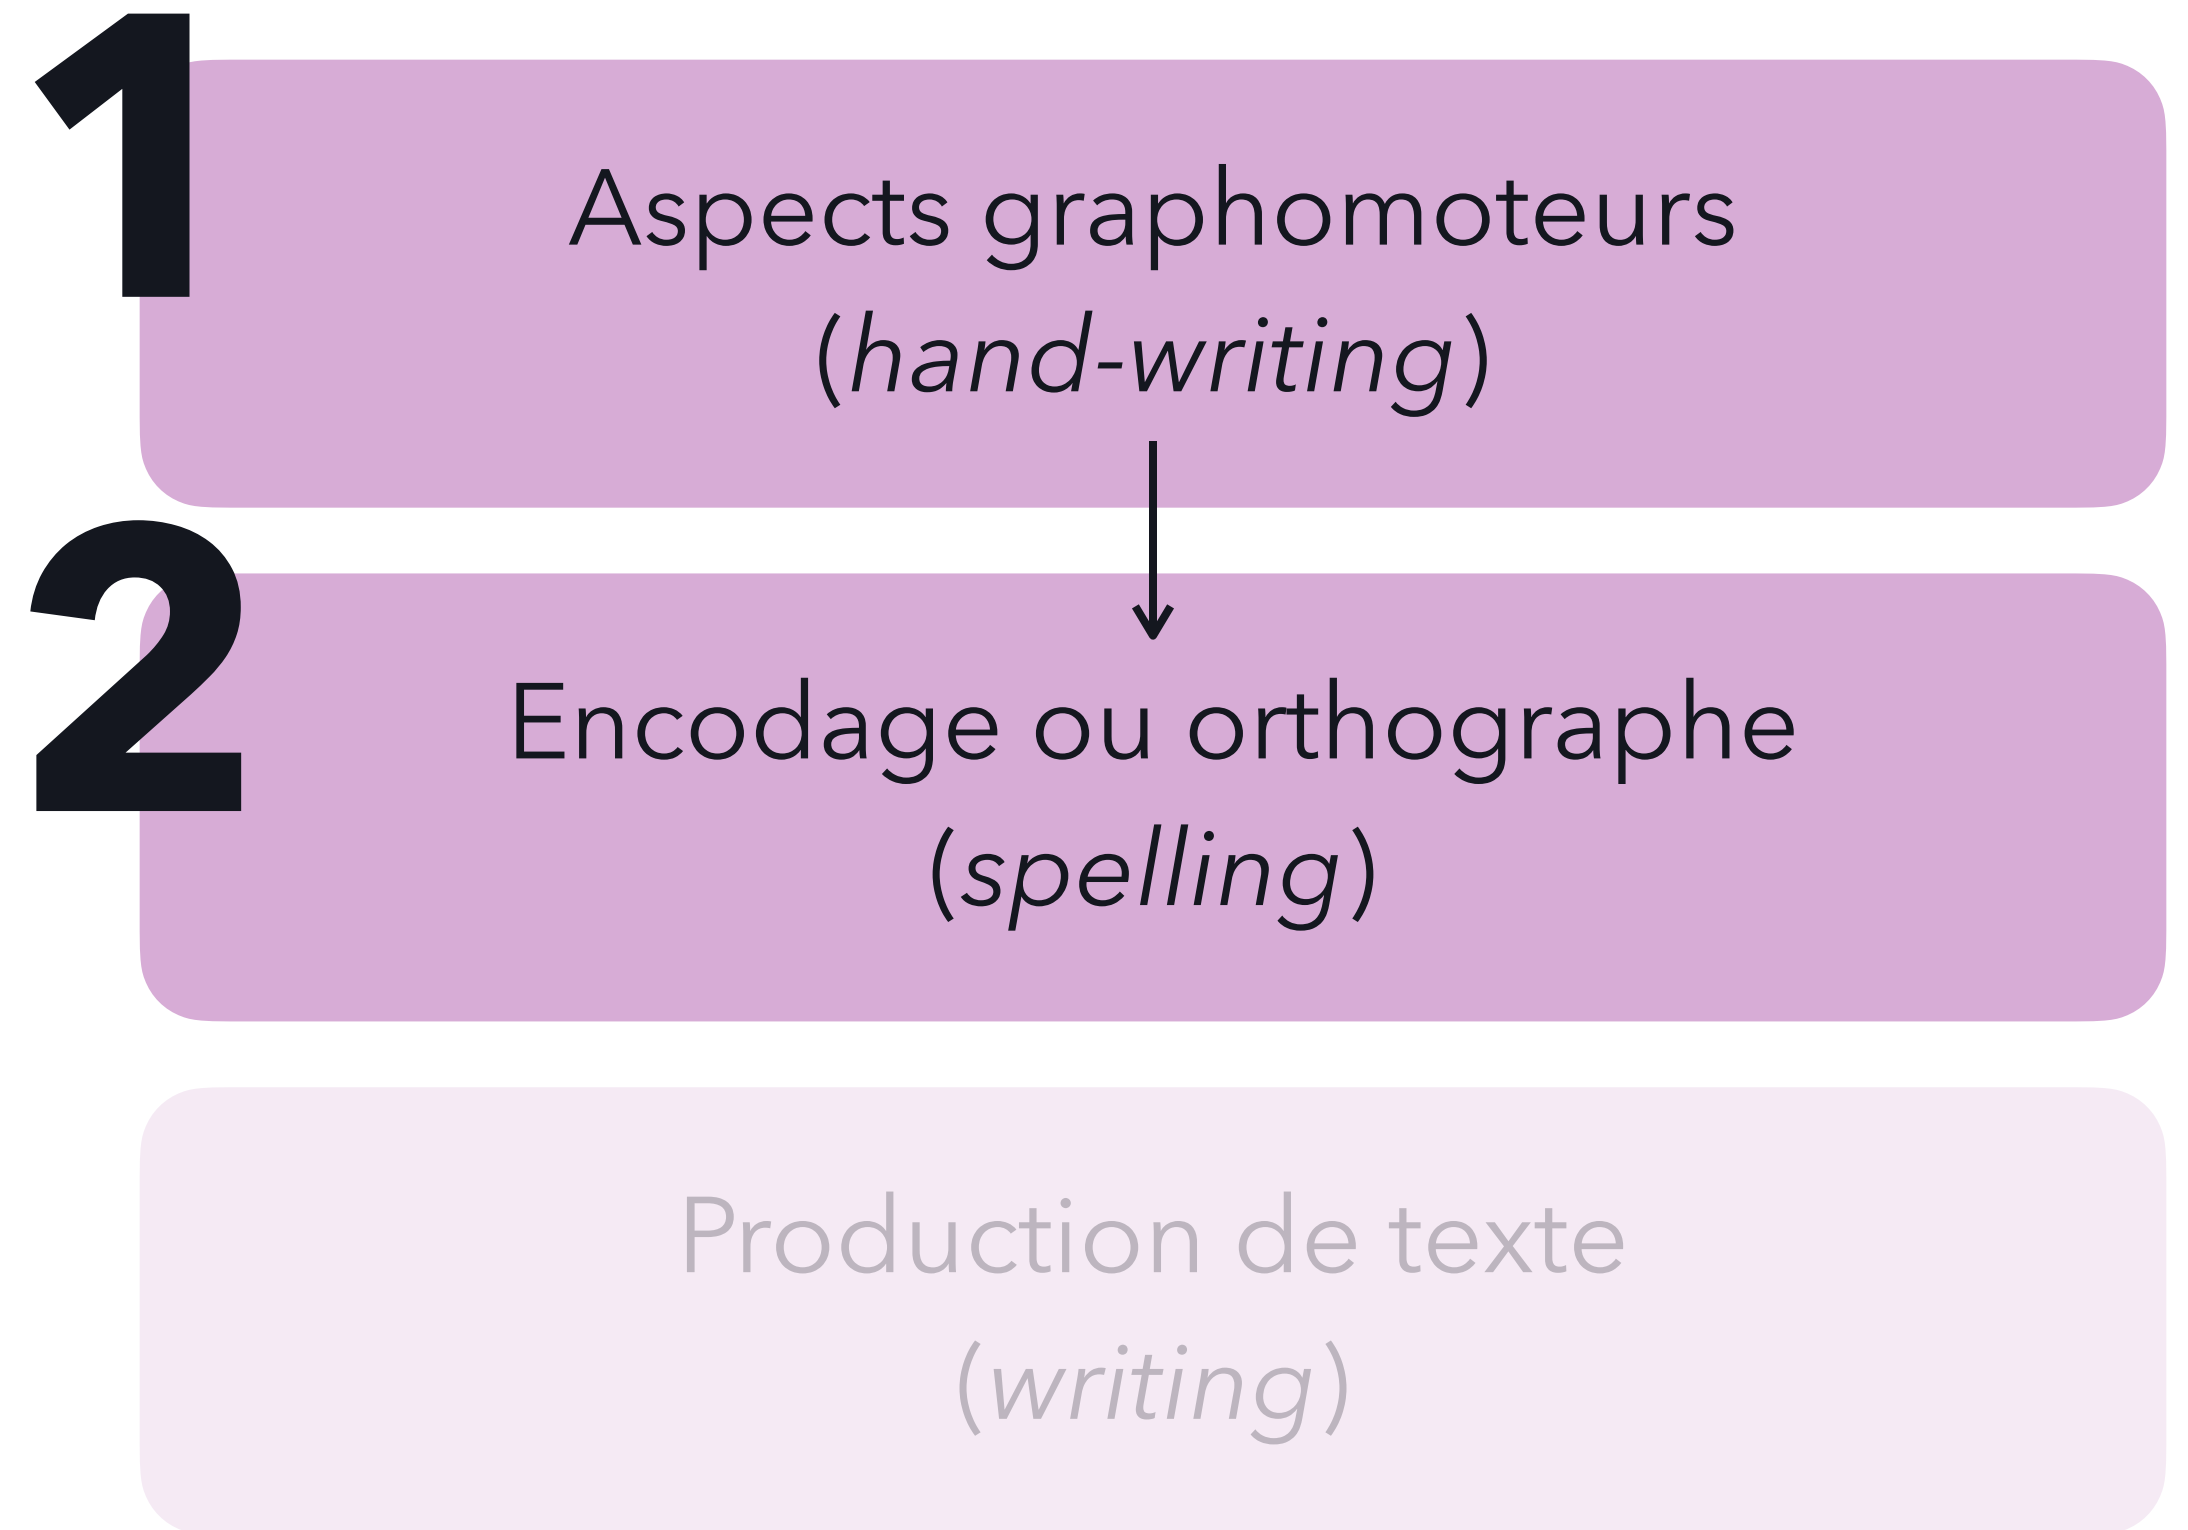 1
Aspects graphomoteurs
(hand-writing)
2
Encodage ou orthographe
(spelling)
Production de texte
(writing)